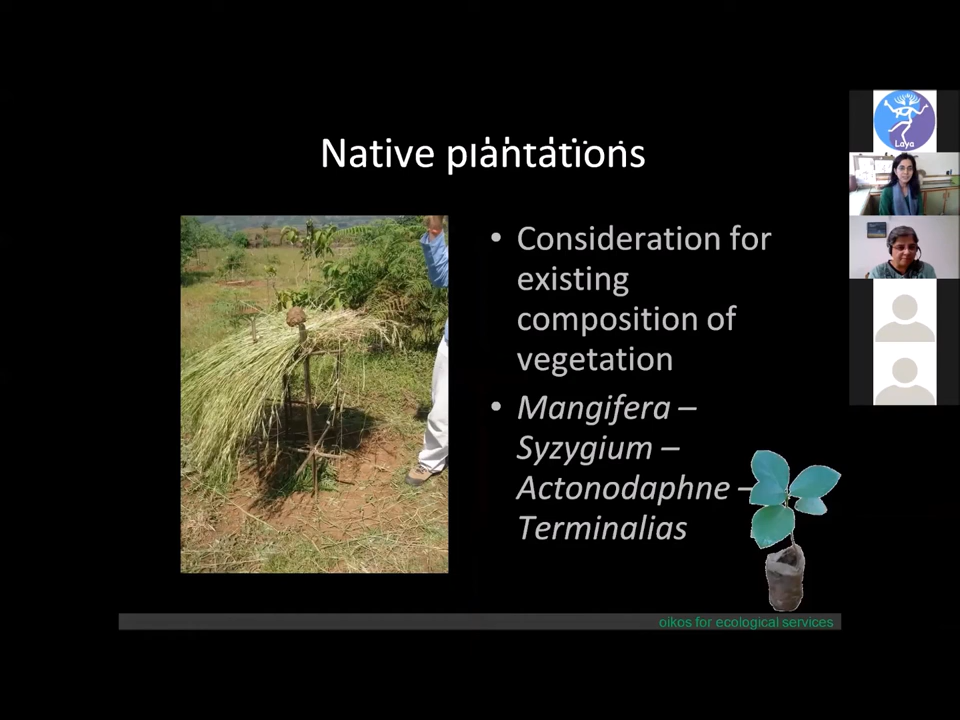 Native plantations
• Consideration for
existing
composition of
vegetation
• Mangifera –
Syzygium –
Actonodaphne –
Terminalias
oikos for ecological services
Laya